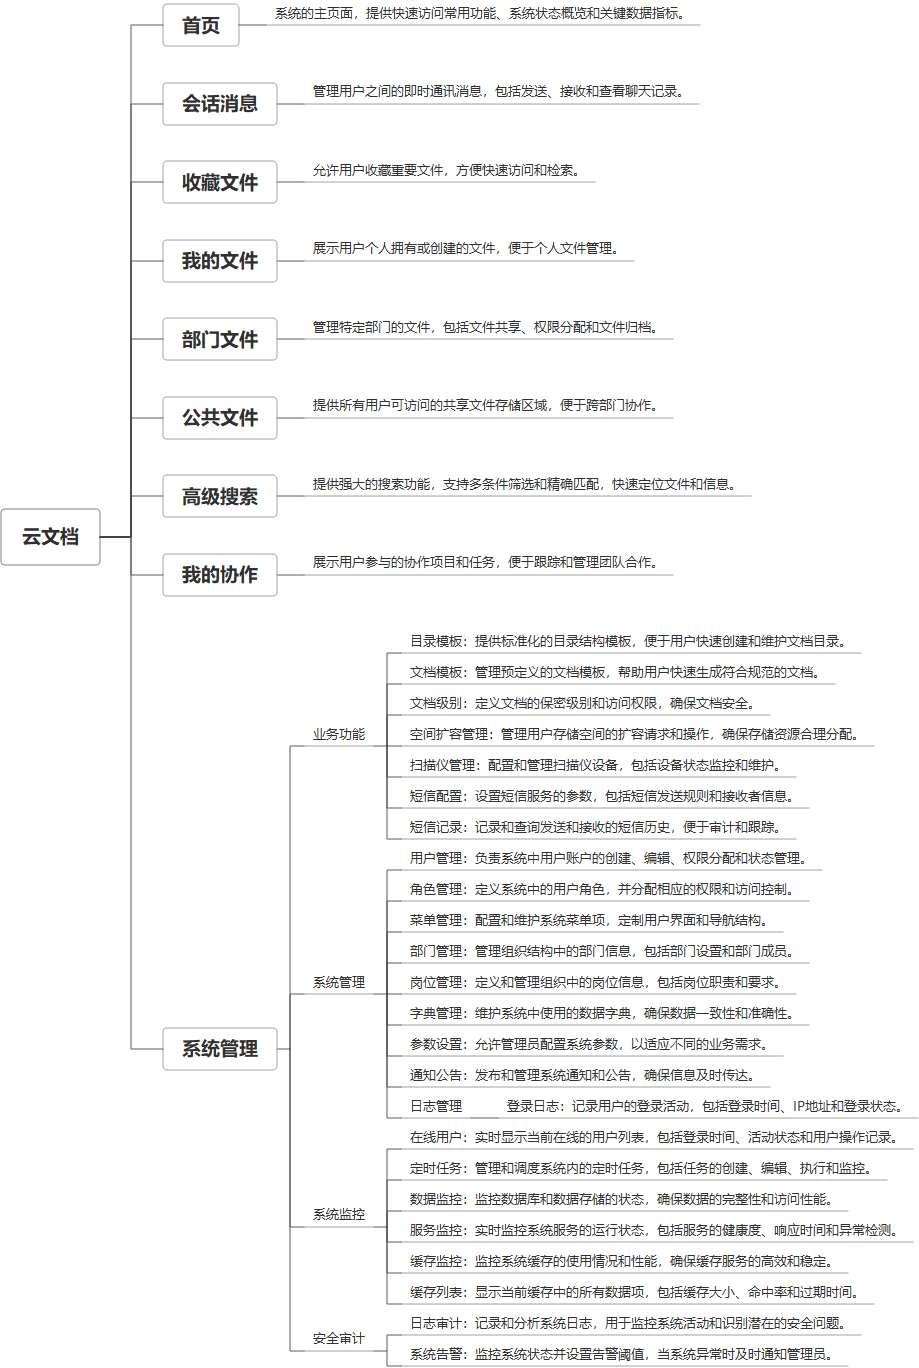 首页
系统的主页面，提供快速访问常用功能、系统状态概览和关键数据指标。
会话消息
管理用户之间的即时通讯消息，包括发送、接收和查看聊天记录。
收藏文件
允许用户收藏重要文件，方便快速访问和检索。
我的文件
展示用户个人拥有或创建的文件，便于个人文件管理。
部门文件
管理特定部门的文件，包括文件共享、权限分配和文件归档。
公共文件
提供所有用户可访问的共享文件存储区域，便于跨部门协作。
高级搜索
提供强大的搜索功能，支持多条件筛选和精确匹配，快速定位文件和信息。
云文档
我的协作
展示用户参与的协作项目和任务，便于跟踪和管理团队合作。
系统管理
业务功能
目录模板：提供标准化的目录结构模板，便于用户快速创建和维护文档目录。
文档模板：管理预定义的文档模板，帮助用户快速生成符合规范的文档。
文档级别：定义文档的保密级别和访问权限，确保文档安全。
空间扩容管理：管理用户存储空间的扩容请求和操作，确保存储资源合理分配。
扫描仪管理：配置和管理扫描仪设备，包括设备状态监控和维护。
短信配置：设置短信服务的参数，包括短信发送规则和接收者信息。
短信记录：记录和查询发送和接收的短信历史，便于审计和跟踪。
系统管理
用户管理：负责系统中用户账户的创建、编辑、权限分配和状态管理。
角色管理：定义系统中的用户角色，并分配相应的权限和访问控制。
菜单管理：配置和维护系统菜单项，定制用户界面和导航结构。
部门管理：管理组织结构中的部门信息，包括部门设置和部门成员。
岗位管理：定义和管理组织中的岗位信息，包括岗位职责和要求。
字典管理：维护系统中使用的数据字典，确保数据一致性和准确性。
参数设置：允许管理员配置系统参数，以适应不同的业务需求。
通知公告：发布和管理系统通知和公告，确保信息及时传达。
日志管理 登录日志：记录用户的登录活动，包括登录时间、IP地址和登录状态。
系统监控
在线用户：实时显示当前在线的用户列表，包括登录时间、活动状态和用户操作记录。
定时任务：管理和调度系统内的定时任务，包括任务的创建、编辑、执行和监控。
数据监控：监控数据库和数据存储的状态，确保数据的完整性和访问性能。
服务监控：实时监控系统服务的运行状态，包括服务的健康度、响应时间和异常检测。
缓存监控：监控系统缓存的使用情况和性能，确保缓存服务的高效和稳定。
缓存列表：显示当前缓存中的所有数据项，包括缓存大小、命中率和过期时间。
安全审计
日志审计：记录和分析系统日志，用于监控系统活动和识别潜在的安全问题。
系统告警：监控系统状态并设置告警阈值，当系统异常时及时通知管理员。